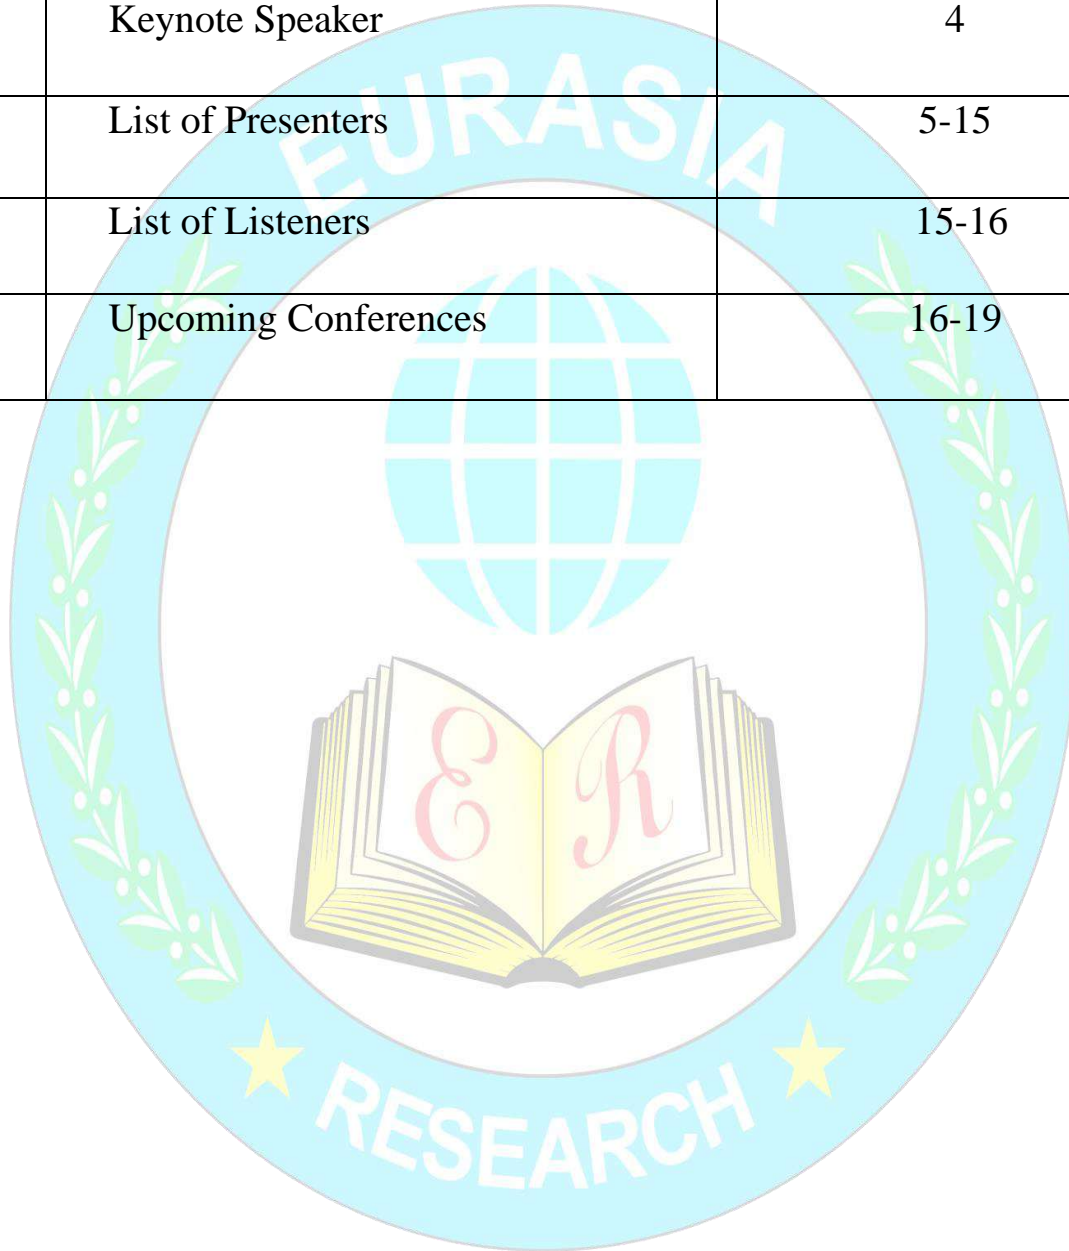 Keynote Speaker 4
List of Presenters 5-15
List of Listeners 15-16
Upcoming Conferences 16-19
EURASIA
E R
RESEARCH